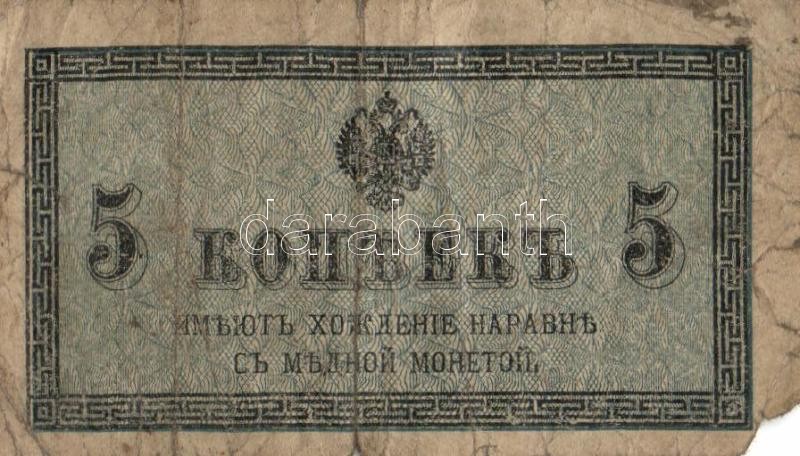 5 КОПѢЕКЪ 5
ИМѢЮТЪ ХОЖДЕНІЕ НАРАВНѢ
СЪ МѢДНОЙ МОНЕТОЙ.
darabanth